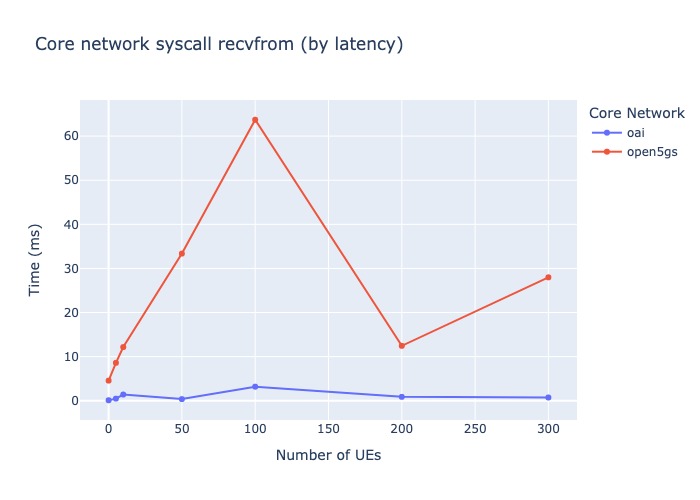 Core network syscall recvfrom (by latency)
Core Network
oai
open5gs
60
50
40
30
20
10
0
Time (ms)
0 50 100 150 200 250 300
Number of UEs